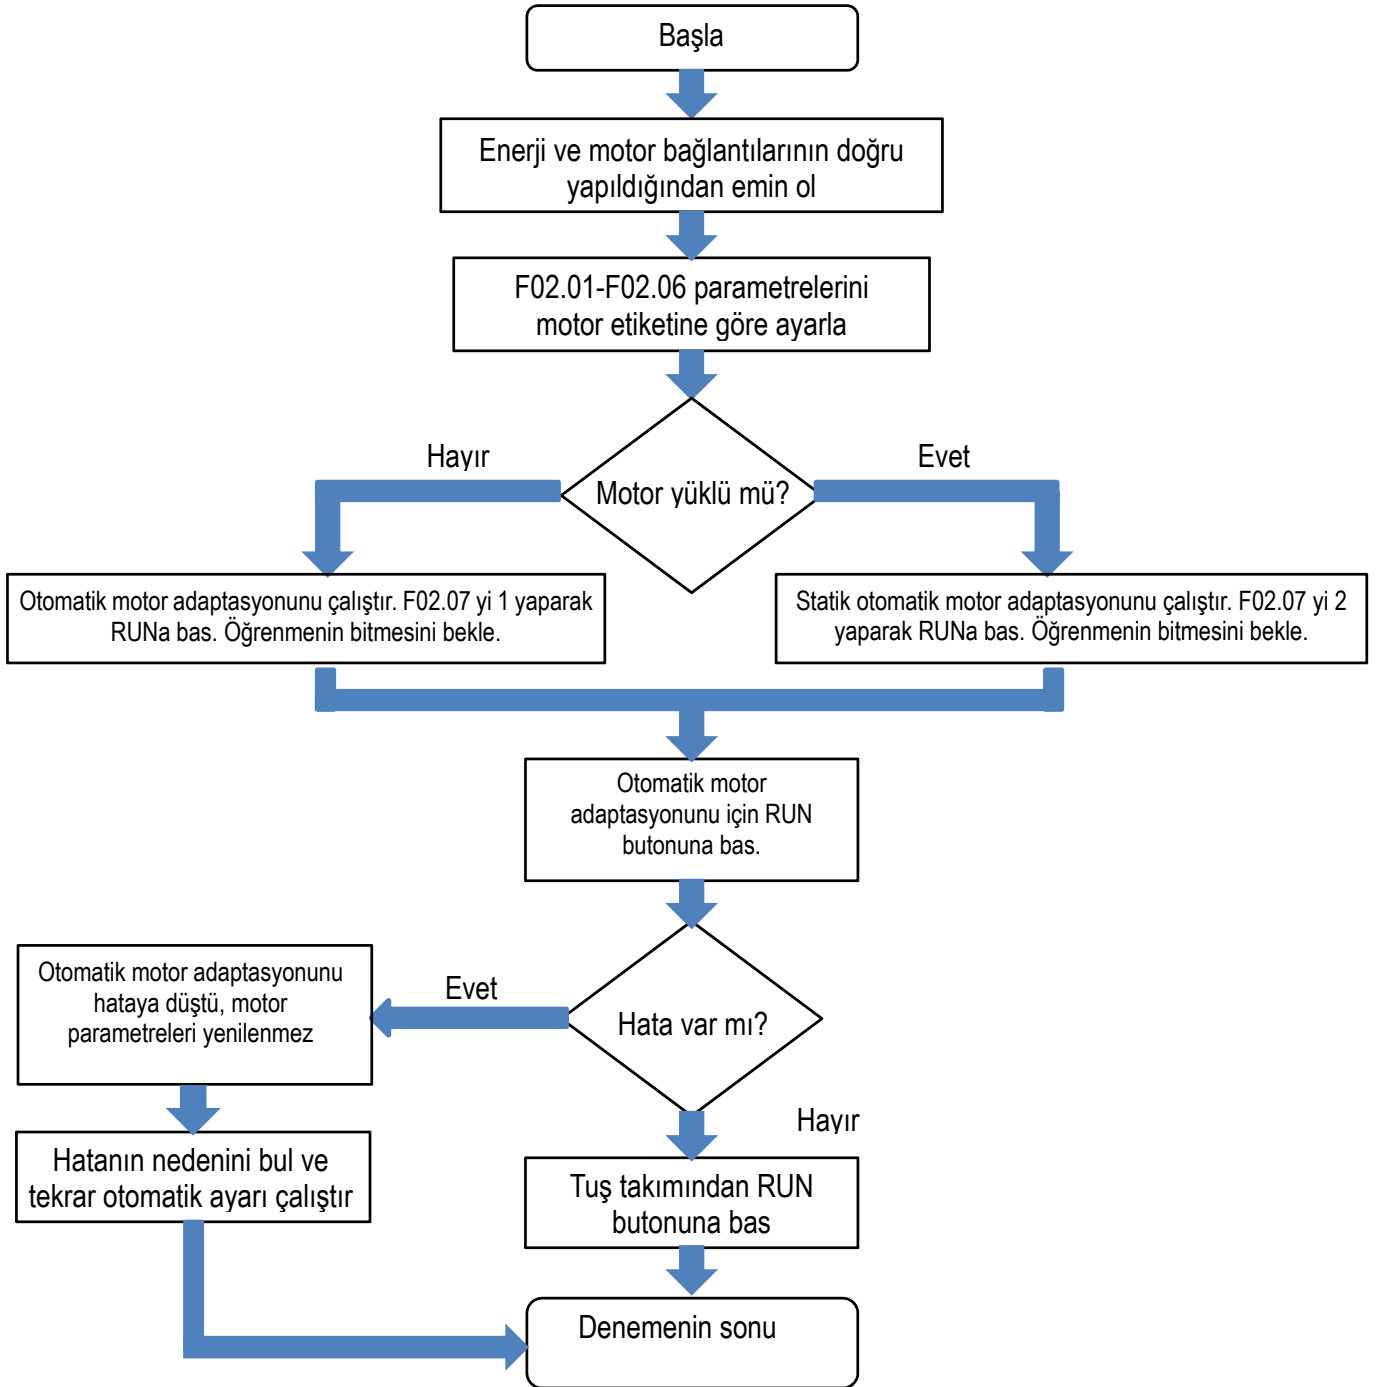 Başla
Enerji ve motor bağlantılarının doğru
yapıldığından emin ol
F02.01-F02.06 parametrelerini
motor etiketine göre ayarla
Hayır
Evet
Motor yüklü mü?
Otomatik motor adaptasyonunu çalıştır. F02.07 yi 1 yaparak
RUNa bas. Öğrenmenin bitmesini bekle.
Statik otomatik motor adaptasyonunu çalıştır. F02.07 yi 2
yaparak RUNa bas. Öğrenmenin bitmesini bekle.
Otomatik motor
adaptasyonunu için RUN
butonuna bas.
Otomatik motor adaptasyonunu
hataya düştü, motor
parametreleri yenilenmez
Evet
Hata var mı?
Hayır
Hatanın nedenini bul ve
tekrar otomatik ayarı çalıştır
Tuş takımından RUN
butonuna bas
Denemenin sonu